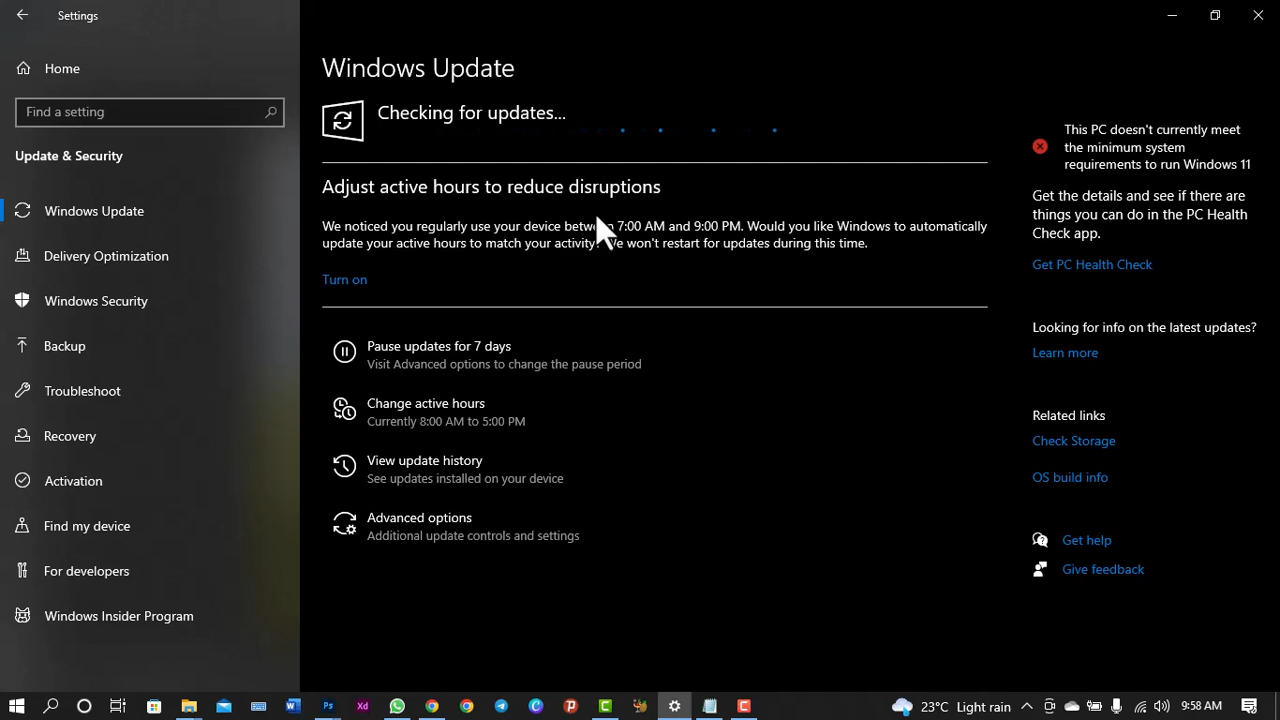 Settings
Home
Find a setting
Update & Security
Windows Update
Delivery Optimization
Windows Security
Backup
Troubleshoot
Recovery
Activation
Find my device
For developers
Windows Insider Program
Windows Update
Checking for updates...
Adjust active hours to reduce disruptions
We noticed you regularly use your device 7:00 AM and 9:00 PM. Would you like Windows to automatically
update your active hours to match your activity won't restart for updates during this time.
Turn on
Pause updates for 7 days
Visit Advanced options to change the pause period
Change active hours
Currently 8:00 AM to 5:00 PM
View update history
See updates installed on your device
Advanced options
Additional update controls and settings
This PC doesn't currently meet
the minimum system
requirements to run Windows 11
Get the details and see if there are
things you can do in the PC Health
Check app.
Get PC Health Check
Looking for info on the latest updates?
Learn more
Related links
Check Storage
OS build info
Get help
Give feedback
W
Ps
Xd
23°C Light rain
9:58 AM